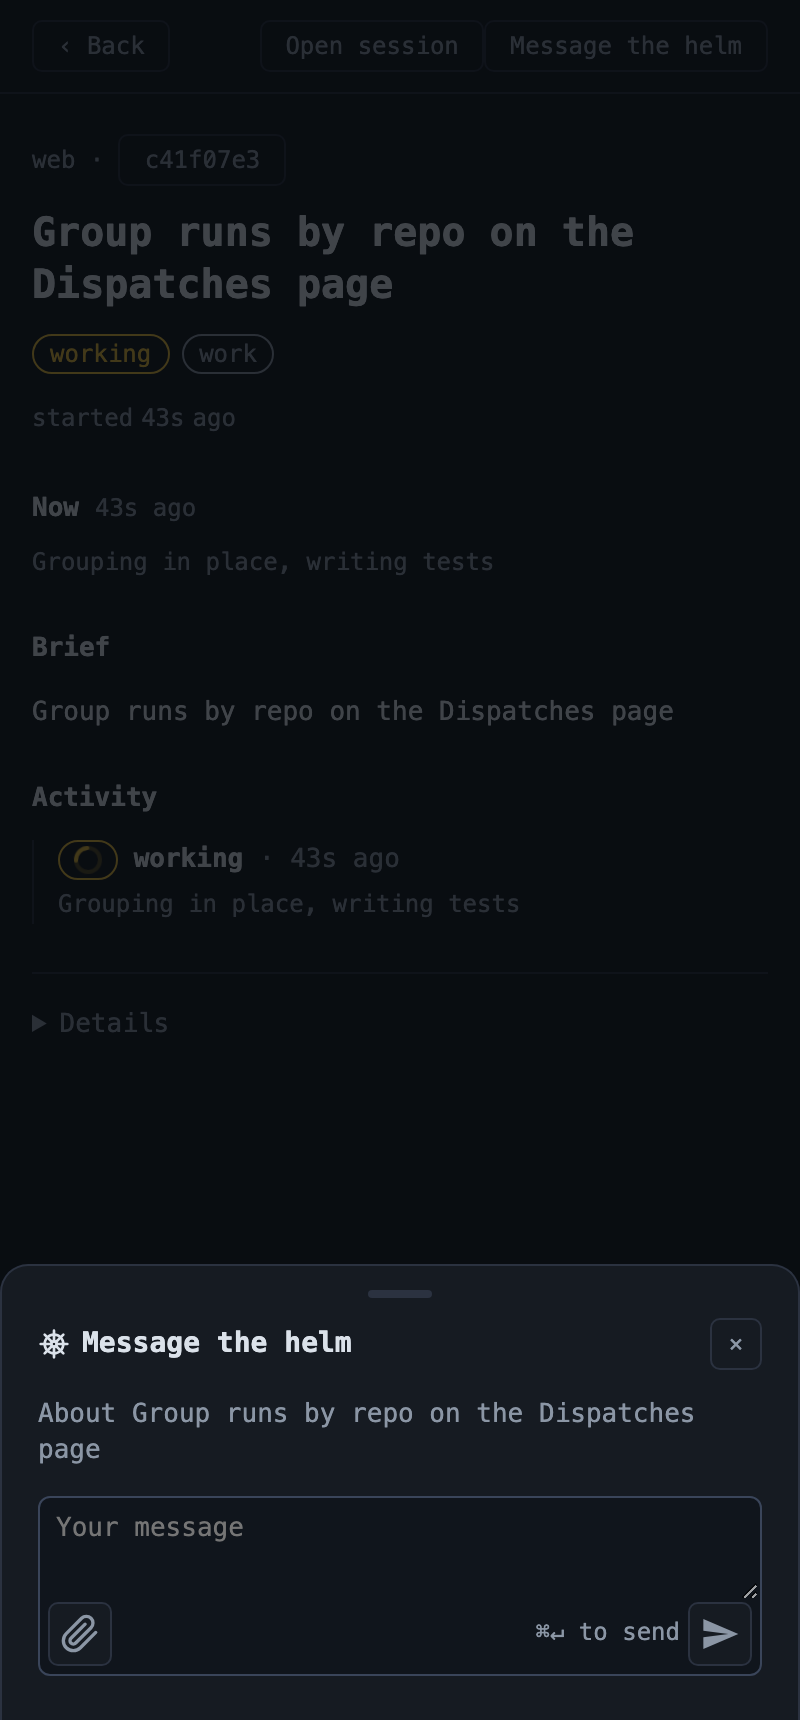 ‹ Back Open session Message the helm
web · c41f07e3
Group runs by repo on the
Dispatches page
working work
started 43s ago
Now 43s ago
Grouping in place, writing tests
Brief
Group runs by repo on the Dispatches page
Activity
working · 43s ago
Grouping in place, writing tests
▶ Details
Message the helm ×
About Group runs by repo on the Dispatches
page
Your message
⌘↵ to send